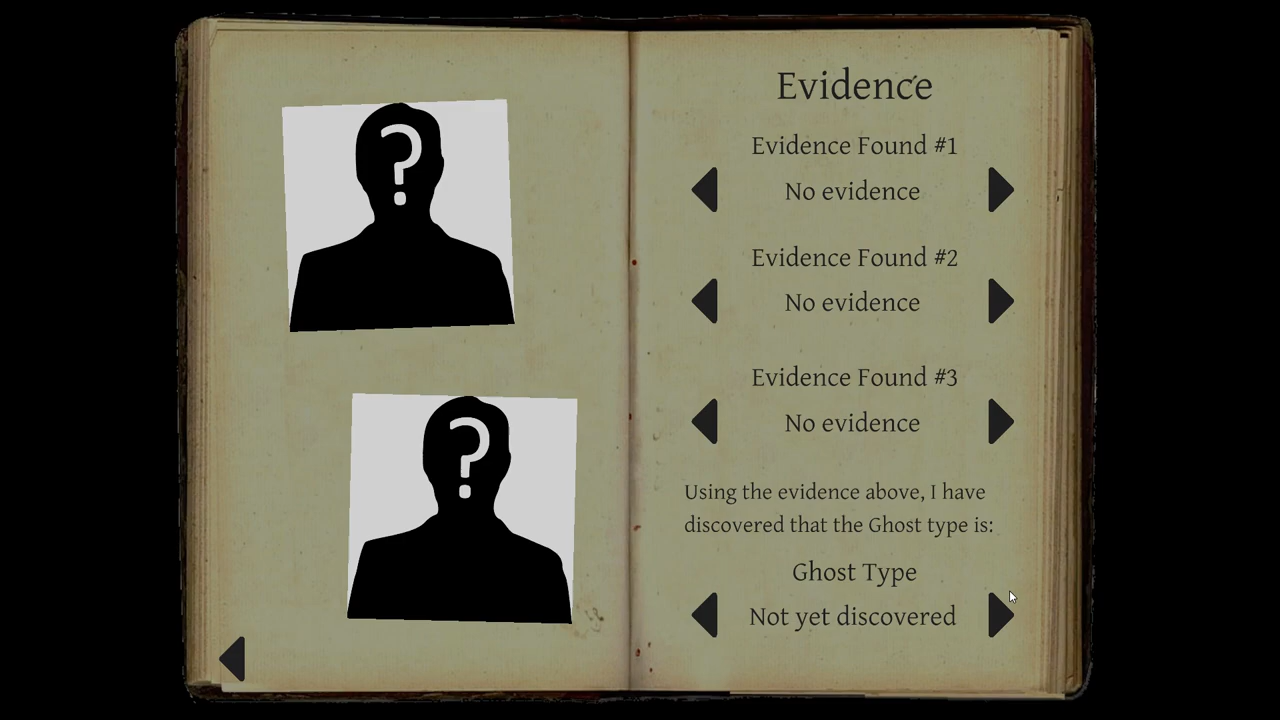 ?
?
Evidence
Evidence Found #1
No evidence
Evidence Found #2
No evidence
Evidence Found #3
No evidence
Using the evidence above, I have
discovered that the Ghost type is:
Ghost Type
Not yet discovered